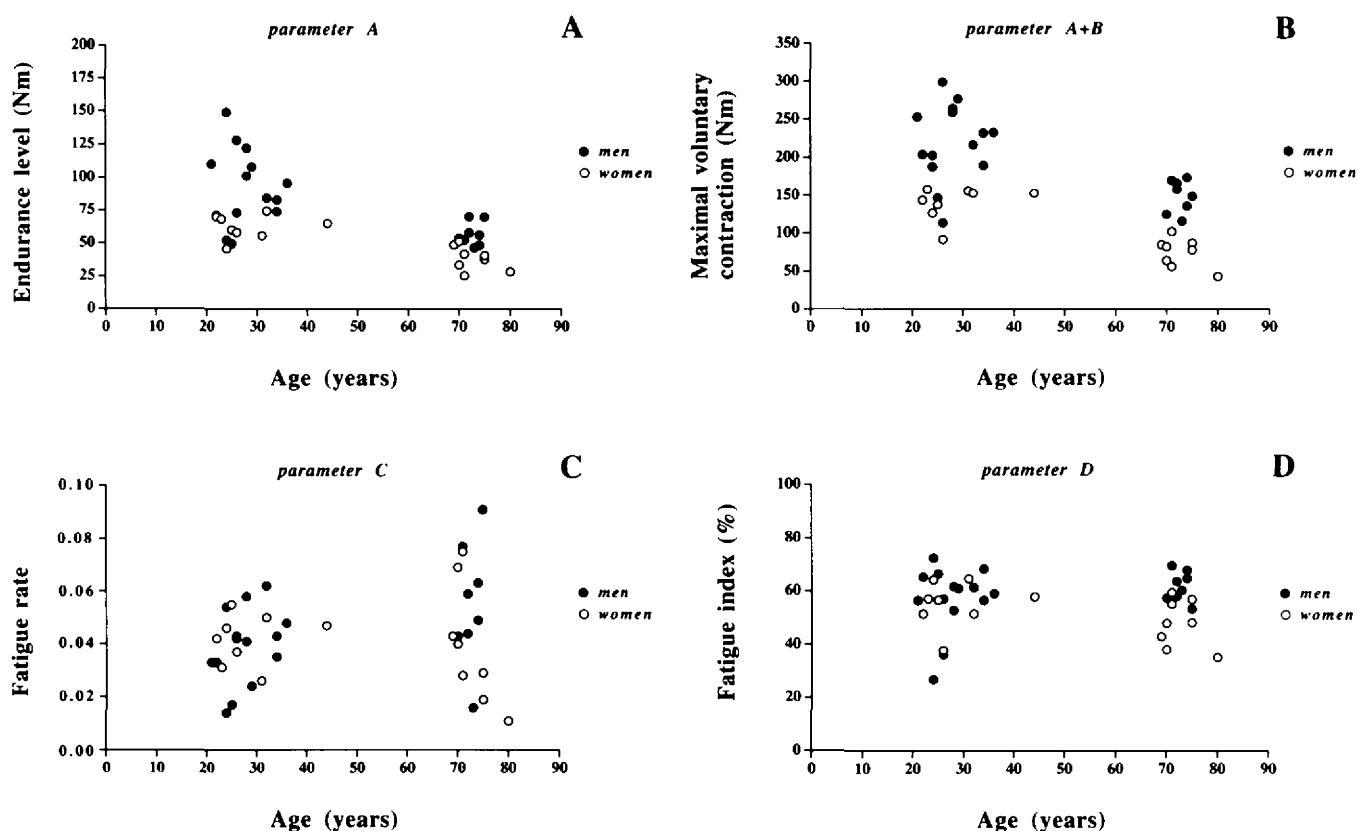 parameter A
A
Endurance level (Nm)
200
175
150
125
100
75
50
25
0
0 10 20 30 40 50 60 70 80 90
Age (years)
men
women
parameter A+B
B
Maximal voluntary
contraction (Nm)
350
300
250
200
150
100
50
0
0 10 20 30 40 50 60 70 80 90
Age (years)
men
women
parameter C
C
Fatigue rate
0.10
0.08
0.06
0.04
0.02
0.00
0 10 20 30 40 50 60 70 80 90
Age (years)
men
women
parameter D
D
Fatigue index (%)
100
80
60
40
20
0
0 10 20 30 40 50 60 70 80 90
Age (years)
men
women